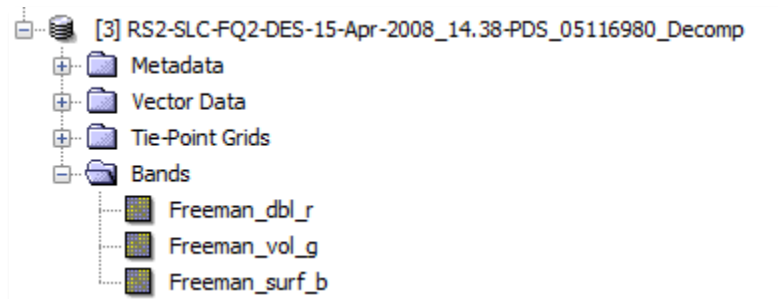 [3] RS2-SLC-FQ2-DES-15-Apr-2008_14.38-PDS_05116980_Decomp
Metadata
Vector Data
Tie-Point Grids
Bands
Freeman_dbl_r
Freeman_vol_g
Freeman_surf_b